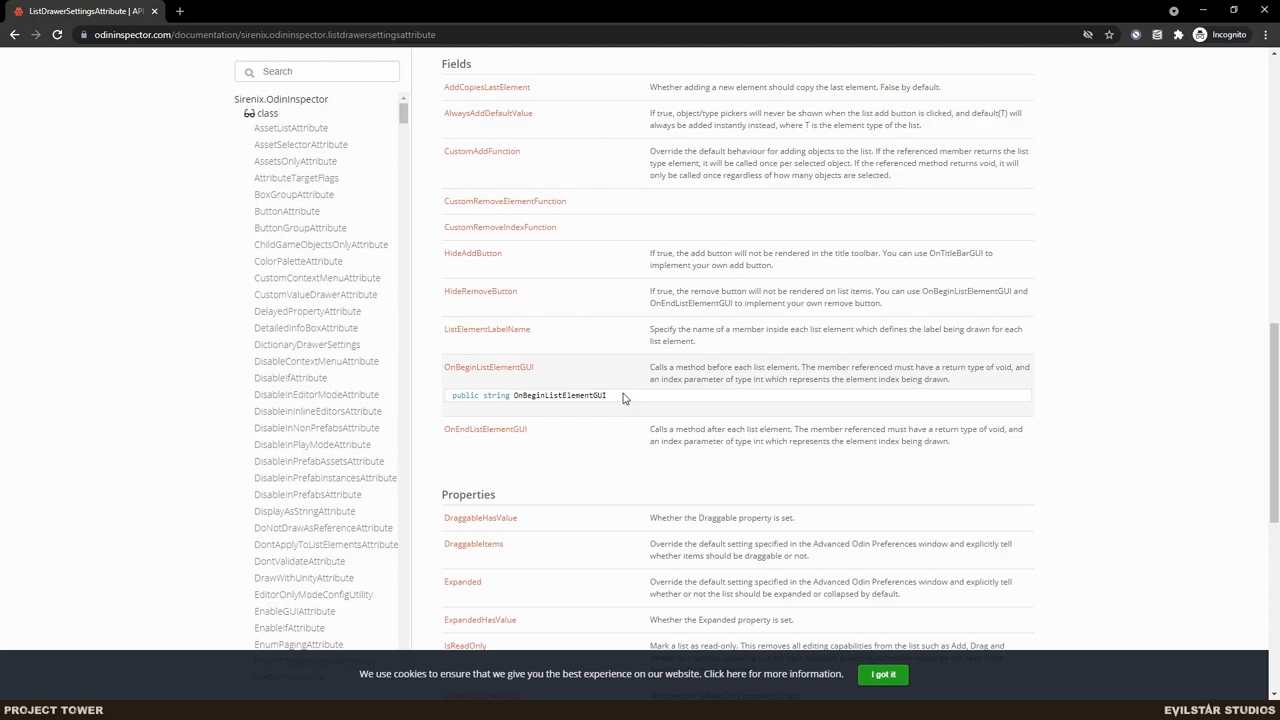 ListDrawerSettingsAttribute | API
Incognito
odininspector.com/documentation/sirenix.odininspector.listdrawersettingsattribute
Search
Sirenix.OdinInspector
class
AssetListAttribute
AssetSelectorAttribute
AssetsOnlyAttribute
AttributeTargetFlags
BoxGroupAttribute
ButtonAttribute
ButtonGroupAttribute
ChildGameObjectsOnlyAttribute
ColorPaletteAttribute
CustomContextMenuAttribute
CustomValueDrawerAttribute
DelayedPropertyAttribute
DetailedInfoBoxAttribute
DictionaryDrawerSettings
DisableContextMenuAttribute
DisableIfAttribute
DisableInEditorModeAttribute
DisableInInlineEditorsAttribute
DisableInNonPrefabsAttribute
DisableInPlayModeAttribute
DisableInPrefabAssetsAttribute
DisableInPrefabInstancesAttribute
DisableInPrefabsAttribute
DisplayAsStringAttribute
DoNotDrawAsReferenceAttribute
DontApplyToListElementsAttribute
DontValidateAttribute
DrawWithUnityAttribute
EditorOnlyModeConfigUtility
EnableGUIAttribute
EnableIfAttribute
EnumPagingAttribute
Fields
AddCopiesLastElement
Whether adding a new element should copy the last element. False by default.
AlwaysAddDefaultValue
If true, object/type pickers will never be shown when the list add button is clicked, and default(T) will
always be added instantly instead, where T is the element type of the list.
CustomAddFunction
Override the default behaviour for adding objects to the list. If the referenced member returns the list
type element, it will be called once per selected object. If the referenced method returns void, it will
only be called once regardless of how many objects are selected.
CustomRemoveElementFunction
CustomRemoveIndexFunction
HideAddButton
If true, the add button will not be rendered in the title toolbar. You can use OnTitleBarGUI to
implement your own add button.
HideRemoveButton
If true, the remove button will not be rendered on list items. You can use OnBeginListElementGUI and
OnEndListElementGUI to implement your own remove button.
ListElementLabelName
Specify the name of a member inside each list element which defines the label being drawn for each
list element.
OnBeginListElementGUI
Calls a method before each list element. The member referenced must have a return type of void, and
an index parameter of type int which represents the element index being drawn.
public string OnBeginListElementGUI
OnEndListElementGUI
Calls a method after each list element. The member referenced must have a return type of void, and
an index parameter of type int which represents the element index being drawn.
Properties
DraggableHasValue
Whether the Draggable property is set.
DraggableItems
Override the default setting specified in the Advanced Odin Preferences window and explicitly tell
whether items should be draggable or not.
Expanded
Override the default setting specified in the Advanced Odin Preferences window and explicitly tell
whether or not the list should be expanded or collapsed by default.
ExpandedHasValue
Whether the Expanded property is set.
IsReadOnly
Mark a list as read-only. This removes all editing capabilities from the list such as Add, Drag and
We use cookies to ensure that we give you the best experience on our website. Click here for more information.
I got it
PROJECT TOWER
EVILSTAR STUDIOS